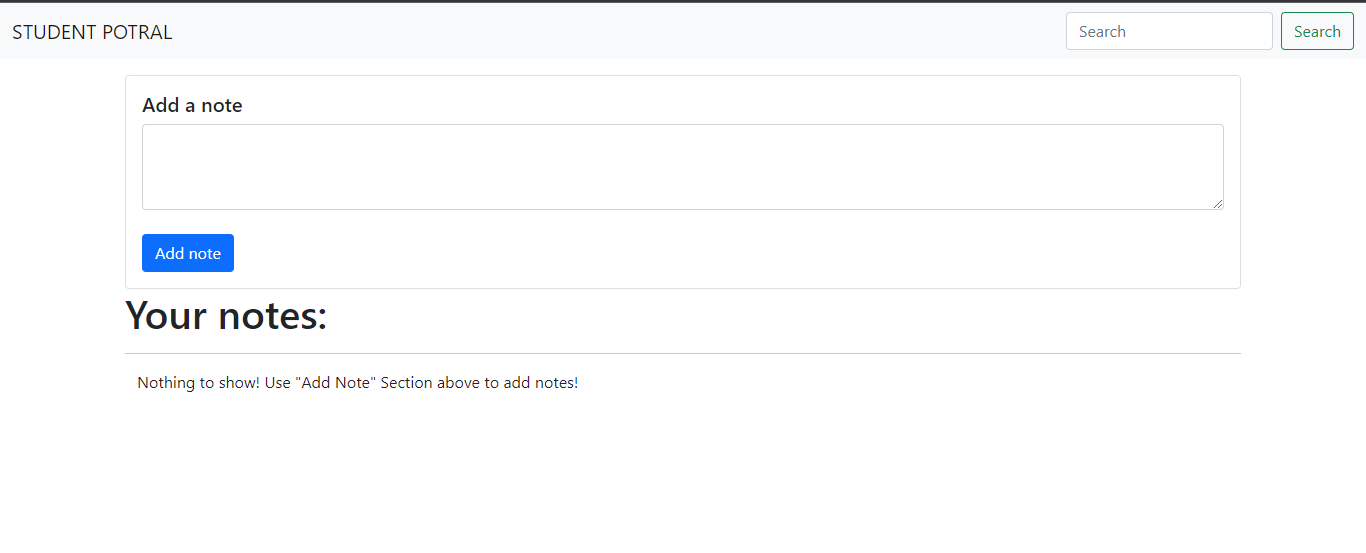 STUDENT POTRAL
Search
Search
Add a note
Add note
Your notes:
Nothing to show! Use "Add Note" Section above to add notes!